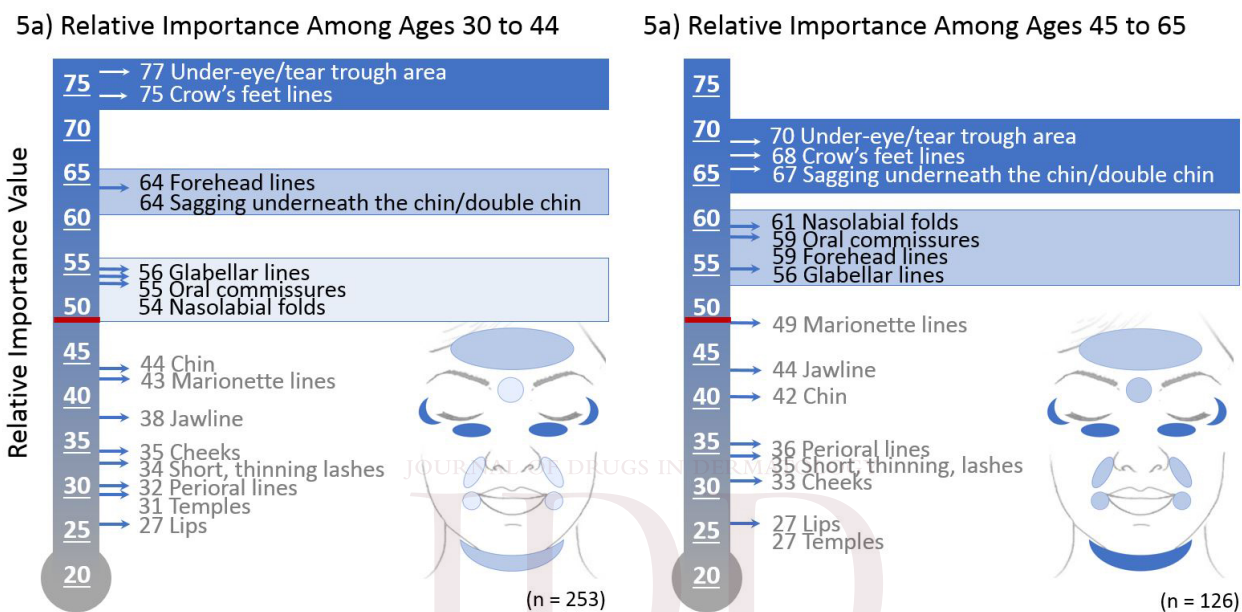 5a) Relative Importance Among Ages 30 to 44
Relative Importance Value
75
70
65
60
55
50
45
40
35
30
25
20
77 Under-eye/tear trough area
75 Crow's feet lines
64 Forehead lines
64 Sagging underneath the chin/double chin
56 Glabellar lines
55 Oral commissures
54 Nasolabial folds
44 Chin
43 Marionette lines
38 Jawline
35 Cheeks
34 Short, thinning lashes
32 Perioral lines
31 Temples
27 Lips
(n = 253)
5a) Relative Importance Among Ages 45 to 65
75
70
65
60
55
50
45
40
35
30
25
20
70 Under-eye/tear trough area
68 Crow's feet lines
67 Sagging underneath the chin/double chin
61 Nasolabial folds
59 Oral commissures
59 Forehead lines
56 Glabellar lines
49 Marionette lines
44 Jawline
42 Chin
36 Perioral lines
35 Short, thinning, lashes
33 Cheeks
27 Lips
27 Temples
(n = 126)
JOURNAL OF DRUGS IN
JDD